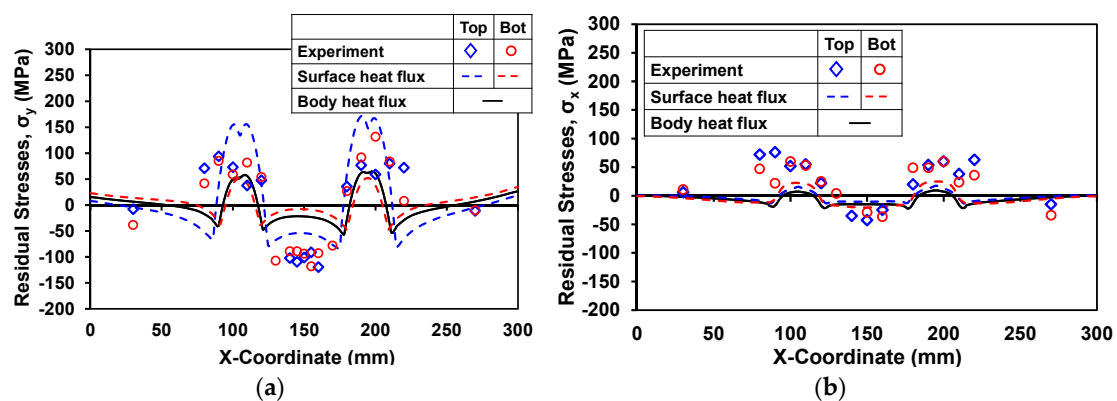 Top Bot
Experiment
Surface heat flux
Body heat flux
Residual Stresses, σy (MPa)
300
250
200
150
100
50
0
-50
-100
-150
-200
0 50 100 150 200 250 300
X-Coordinate (mm)
(a)
Top Bot
Experiment
Surface heat flux
Body heat flux
Residual Stresses, σx (MPa)
300
250
200
150
100
50
0
-50
-100
-150
-200
0 50 100 150 200 250 300
X-Coordinate (mm)
(b)